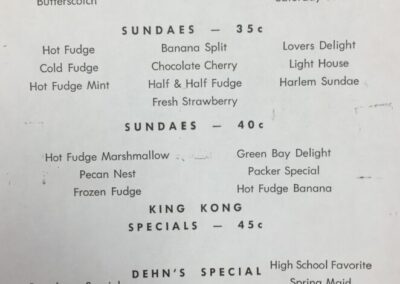 Butterscotch
SUNDAES — 35c
Hot Fudge Banana Split Lovers Delight
Cold Fudge Chocolate Cherry Light House
Hot Fudge Mint Half & Half Fudge Harlem Sundae
Fresh Strawberry
SUNDAES — 40c
Hot Fudge Marshmallow Green Bay Delight
Pecan Nest Packer Special
Frozen Fudge Hot Fudge Banana
KING KONG
SPECIALS — 45c
DEHN'S SPECIAL High School Favorite
Spring Maid